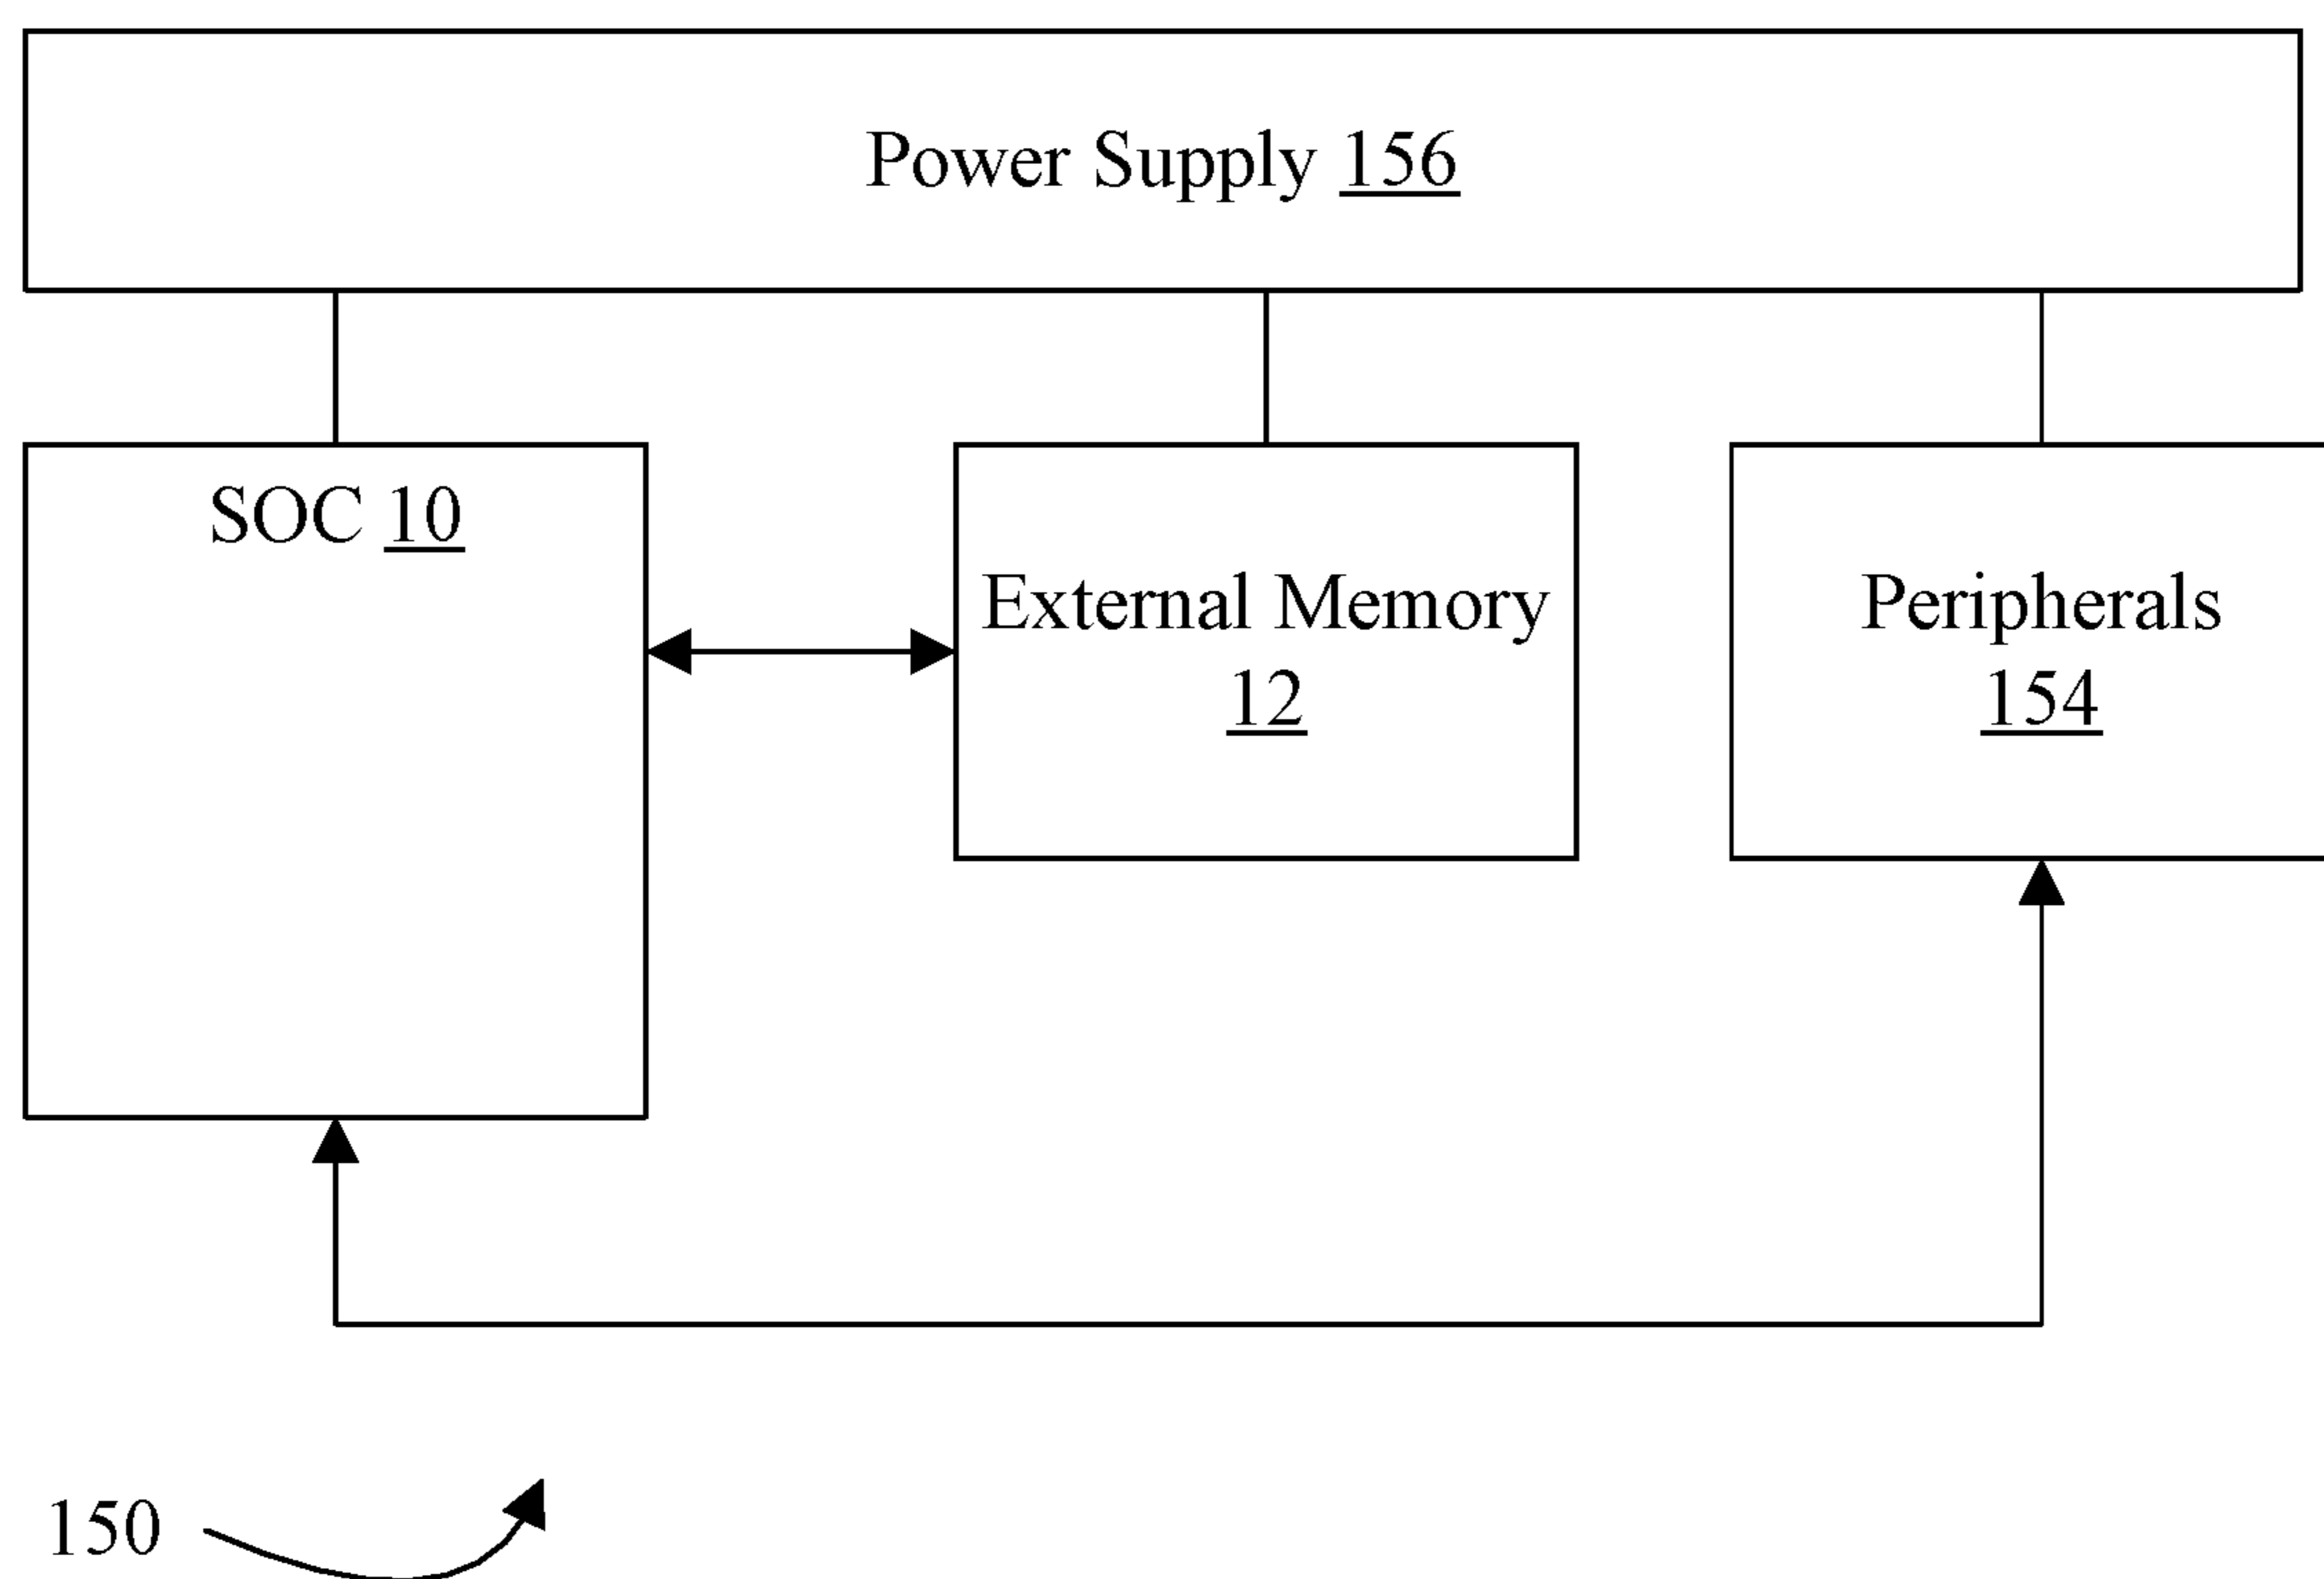 Power Supply 156
SOC 10
External Memory
12
Peripherals
154
150